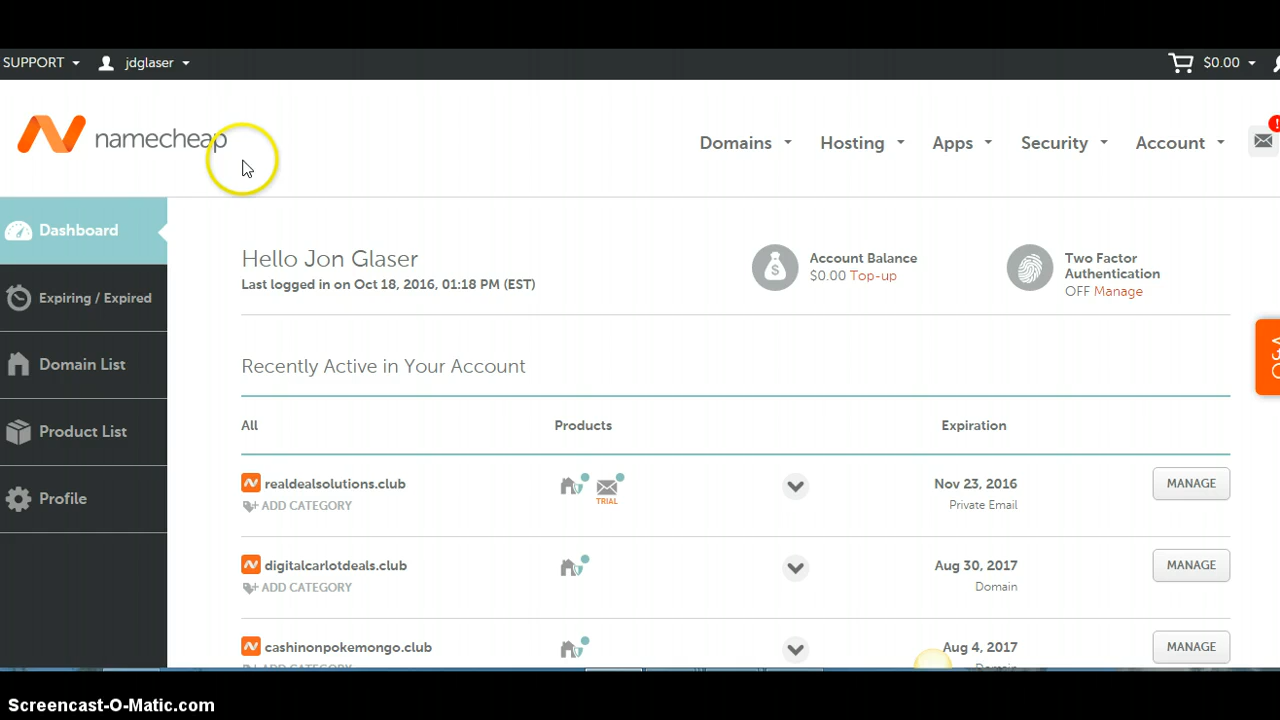 SUPPORT jdglaser $0.00
namecheap
Domains Hosting Apps Security Account
!
Dashboard
Expiring / Expired
Domain List
Product List
Profile
Hello Jon Glaser
Last logged in on Oct 18, 2016, 01:18 PM (EST)
Account Balance
$0.00 Top-up
Two Factor
Authentication
OFF Manage
Recently Active in Your Account
All Products Expiration
realdealsolutions.club Nov 23, 2016 MANAGE
TRIAL
ADD CATEGORY Private Email
digitalcarlotdeals.club Aug 30, 2017 MANAGE
ADD CATEGORY Domain
cashinonpokemongo.club Aug 4, 2017 MANAGE
ADD CATEGORY Domain
Screencast-O-Matic.com